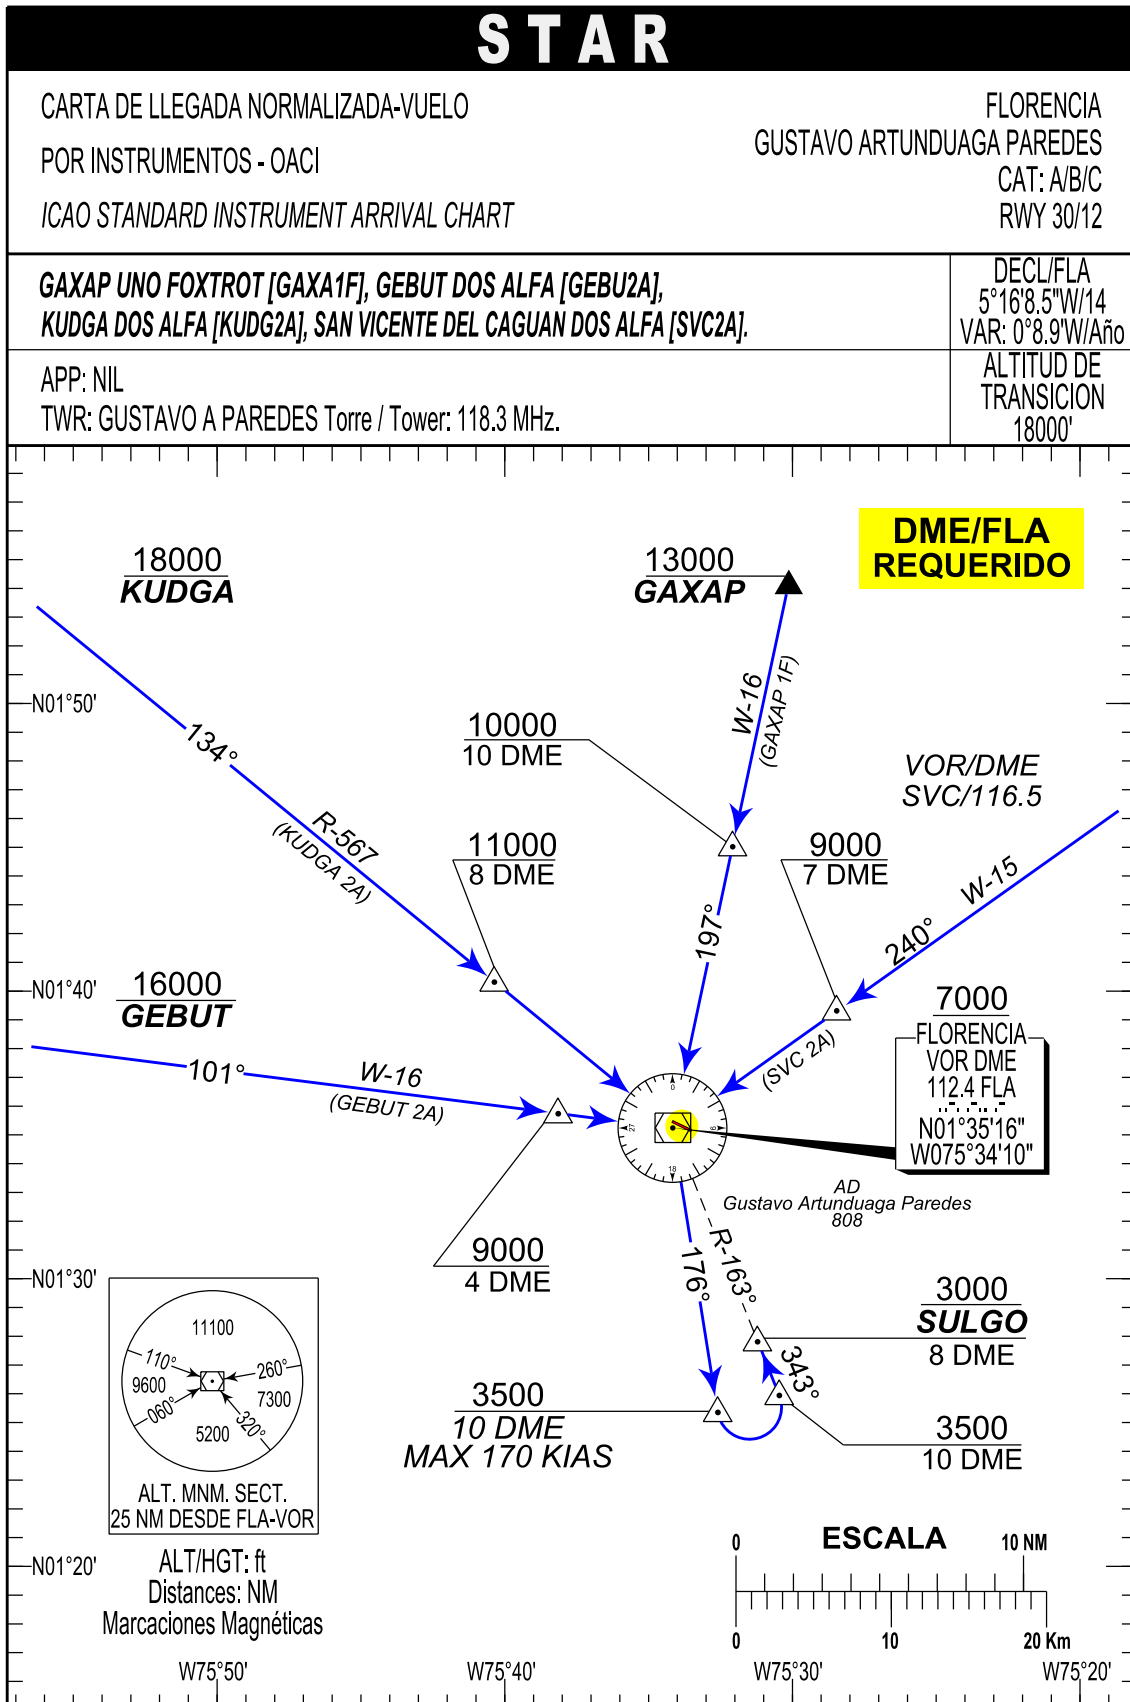 STAR
CARTA DE LLEGADA NORMALIZADA-VUELO
POR INSTRUMENTOS - OACI
ICAO STANDARD INSTRUMENT ARRIVAL CHART
FLORENCIA
GUSTAVO ARTUNDUAGA PAREDES
CAT: A/B/C
RWY 30/12
GAXAP UNO FOXTROT [GAXA1F], GEBUT DOS ALFA [GEBU2A],
KUDGA DOS ALFA [KUDG2A], SAN VICENTE DEL CAGUAN DOS ALFA [SVC2A].
DECL/FLA
5°16'8.5"W/14
VAR: 0°8.9'W/Año
APP: NIL
TWR: GUSTAVO A PAREDES Torre / Tower: 118.3 MHz.
ALTITUD DE
TRANSICION
18000'
DME/FLA
REQUERIDO
18000
KUDGA
13000
GAXAP
N01°50'
134°
W-16
(GAXAP 1F)
10000
10 DME
VOR/DME
SVC/116.5
R-567
(KUDGA 2A)
11000
8 DME
9000
7 DME
W-15
240°
197°
N01°40'
16000
GEBUT
7000
FLORENCIA
VOR DME
112.4 FLA
N01°35'16"
W075°34'10"
101°
W-16
(GEBUT 2A)
(SVC 2A)
0
9
18
27
AD
Gustavo Artunduaga Paredes
808
9000
4 DME
176°
R-163°
N01°30'
3000
SULGO
8 DME
343°
3500
10 DME
MAX 170 KIAS
3500
10 DME
11100
110°
260°
9600
7300
060°
320°
5200
ALT. MNM. SECT.
25 NM DESDE FLA-VOR
ALT/HGT: ft
Distances: NM
Marcaciones Magnéticas
N01°20'
0
ESCALA
10 NM
0
10
20 Km
W75°50'
W75°40'
W75°30'
W75°20'